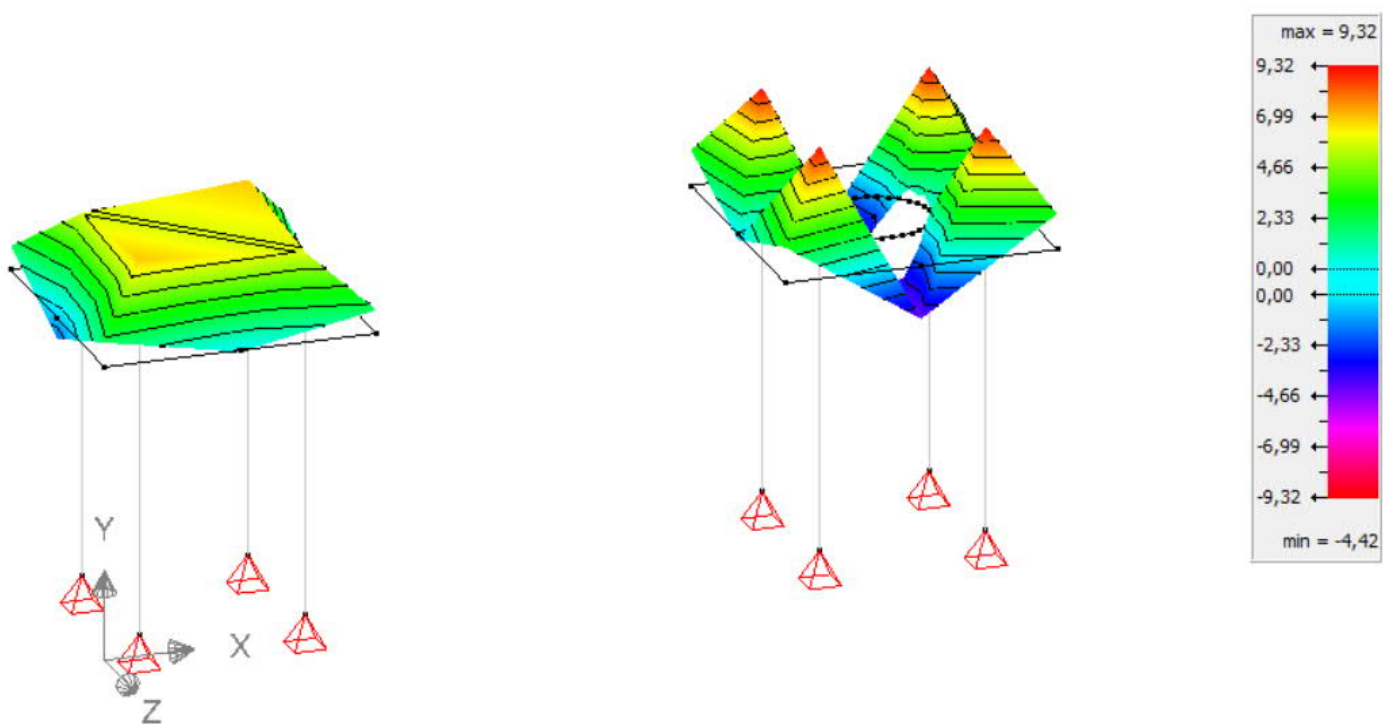 max = 9,32
9,32
6,99
4,66
2,33
0,00
0,00
-2,33
-4,66
-6,99
-9,32
min = -4,42
Y
X
Z